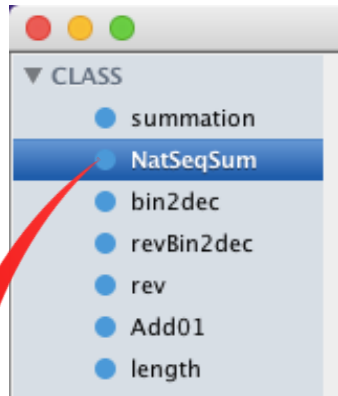 CLASS
summation
NatSeqSum
bin2dec
revBin2dec
rev
Add01
length